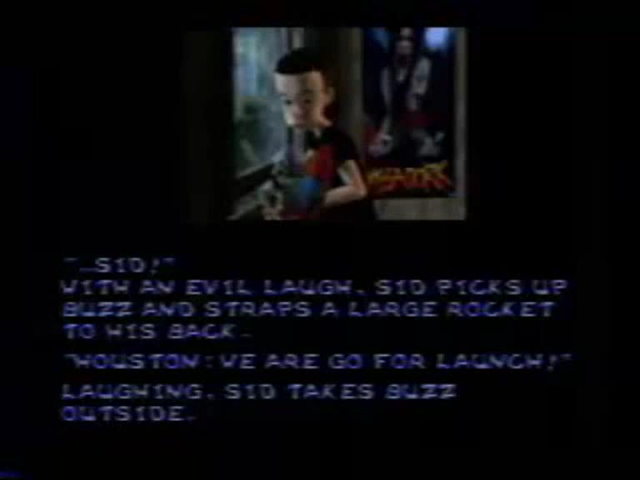 "…SID!"
WITH AN EVIL LAUGH, SID PICKS UP
BUZZ AND STRAPS A LARGE ROCKET
TO HIS BACK.
"HOUSTON: WE ARE GO FOR LAUNCH!"
LAUGHING, SID TAKES BUZZ
OUTSIDE.